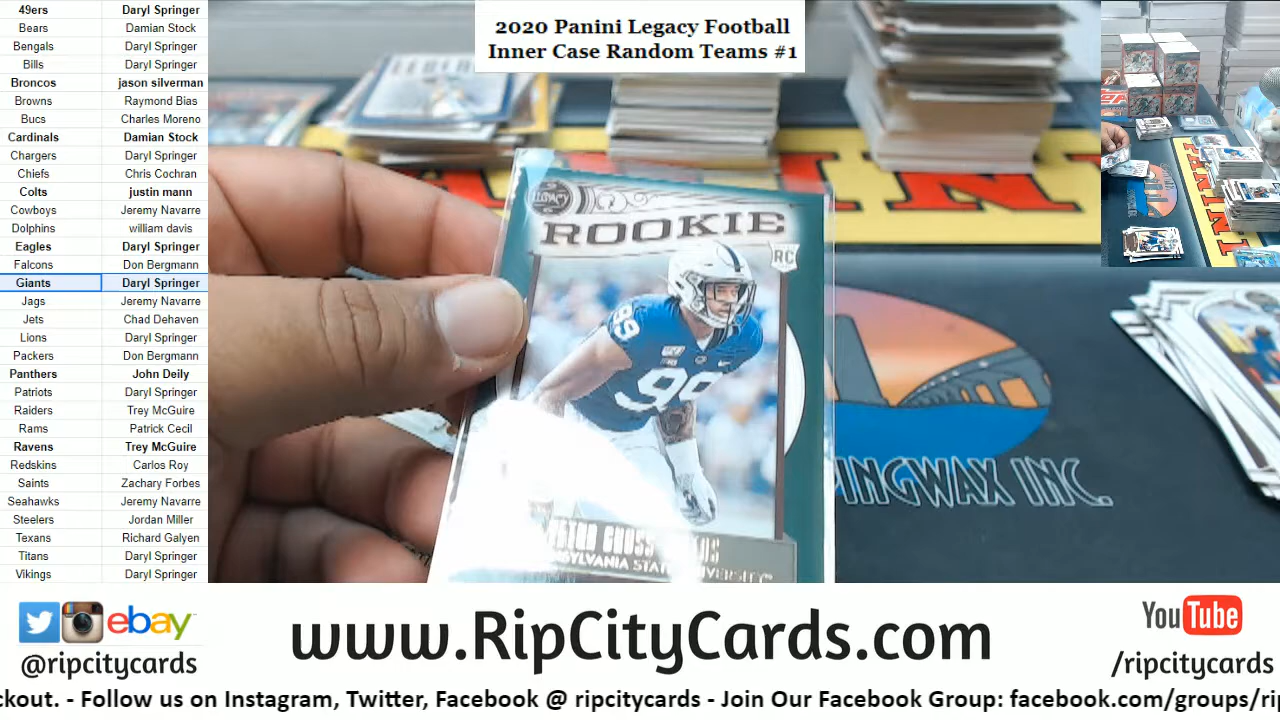 49ers Daryl Springer
Bears Damian Stock
Bengals Daryl Springer
Bills Daryl Springer
Broncos jason silverman
Browns Raymond Bias
Bucs Charles Moreno
Cardinals Damian Stock
Chargers Daryl Springer
Chiefs Chris Cochran
Colts justin mann
Cowboys Jeremy Navarre
Dolphins william davis
Eagles Daryl Springer
Falcons Don Bergmann
Giants Daryl Springer
Jags Jeremy Navarre
Jets Chad Dehaven
Lions Daryl Springer
Packers Don Bergmann
Panthers John Deily
Patriots Daryl Springer
Raiders Trey McGuire
Rams Patrick Cecil
Ravens Trey McGuire
Redskins Carlos Roy
Saints Zachary Forbes
Seahawks Jeremy Navarre
Steelers Jordan Miller
Texans Richard Galyen
Titans Daryl Springer
Vikings Daryl Springer
2020 Panini Legacy Football
Inner Case Random Teams #1
LEGACY
ROOKIE
RC
99
99
INGWAX INC.
ebay
@ripcitycards
www.RipCityCards.com
YouTube
/ripcitycards
ckout. - Follow us on Instagram, Twitter, Facebook @ ripcitycards - Join Our Facebook Group: facebook.com/groups/rip